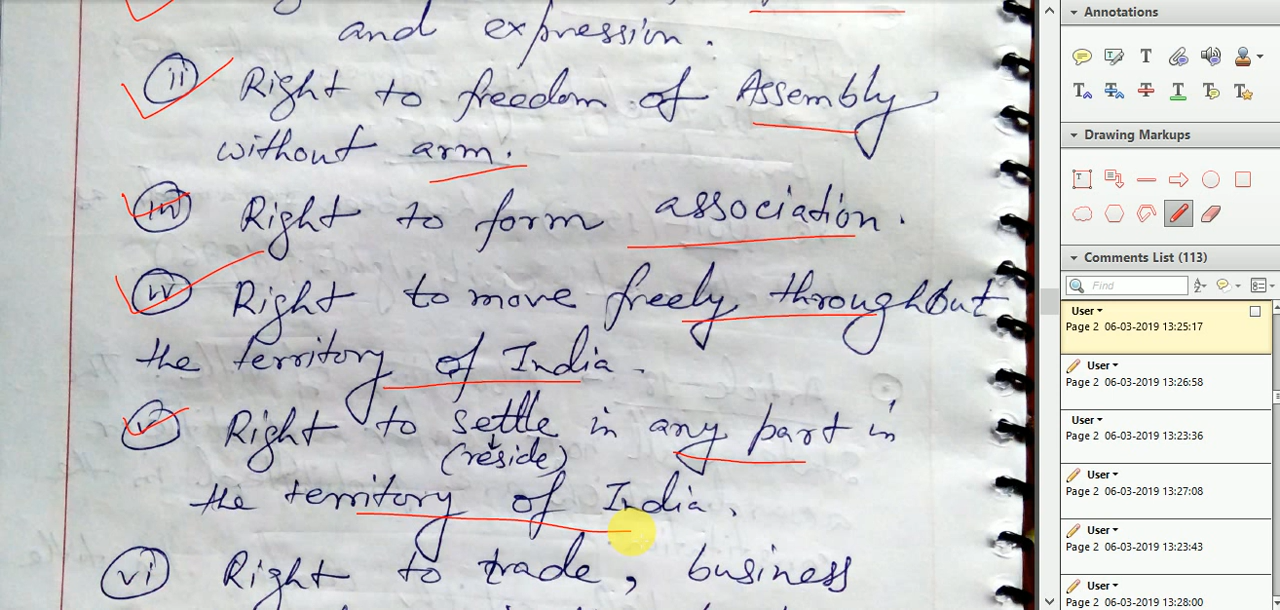 and expression.
(ii) Right to freedom of Assembly
without arm.
(iii) Right to form association.
(iv) Right to move freely throughout
the territory of India.
(v) Right to settle in any part in
(reside)
the territory of India.
(vi) Right to trade, business
Annotations
Drawing Markups
Comments List (113)
Find
User
Page 2 06-03-2019 13:25:17
User
Page 2 06-03-2019 13:26:58
User
Page 2 06-03-2019 13:23:36
User
Page 2 06-03-2019 13:27:08
User
Page 2 06-03-2019 13:23:43
User
Page 2 06-03-2019 13:28:00